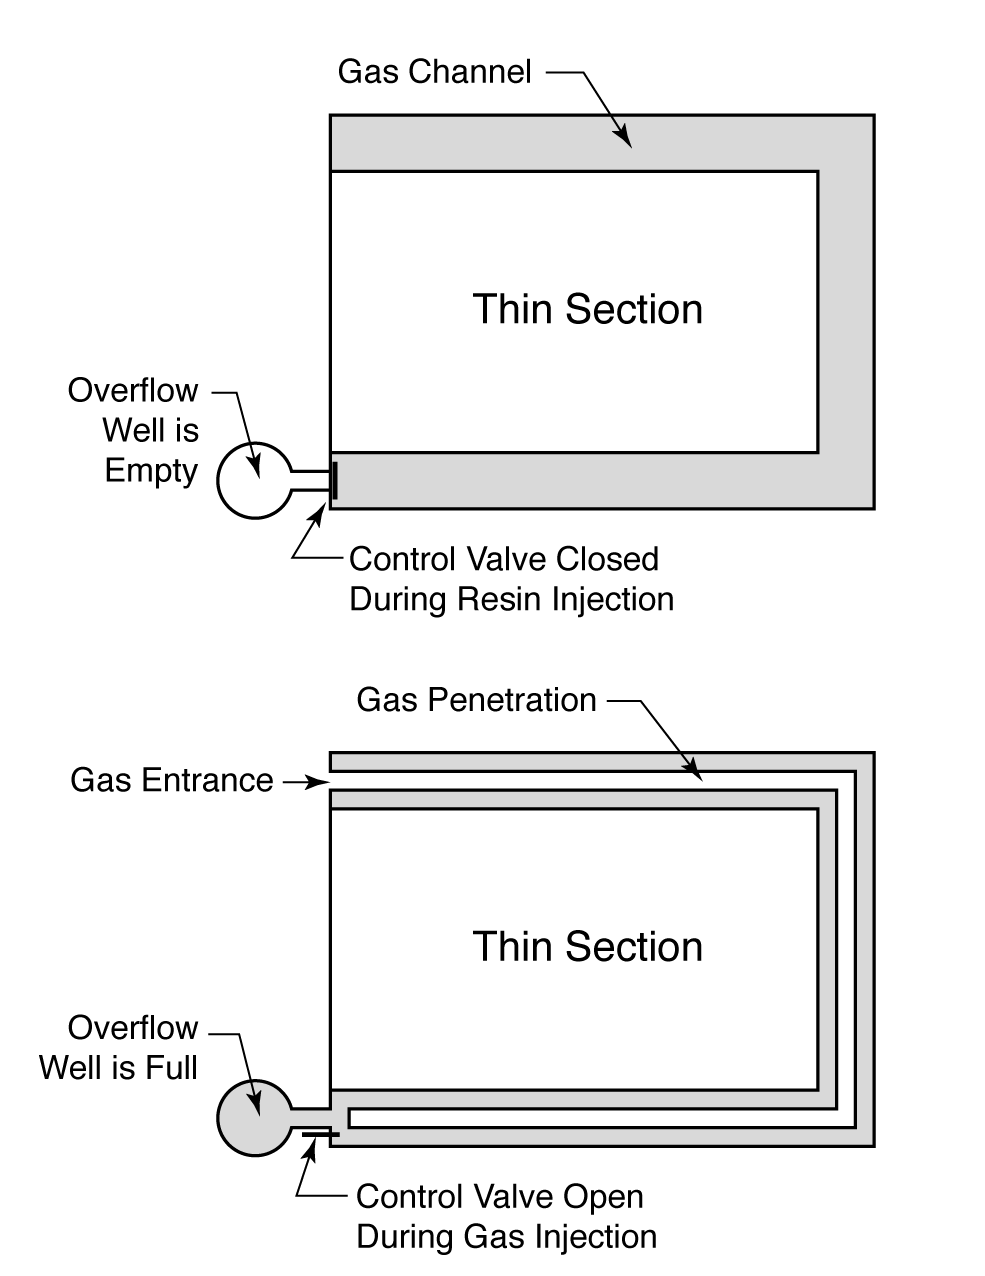 Gas Channel
Thin Section
Overflow
Well is
Empty
Control Valve Closed
During Resin Injection
Gas Penetration
Gas Entrance
Thin Section
Overflow
Well is Full
Control Valve Open
During Gas Injection